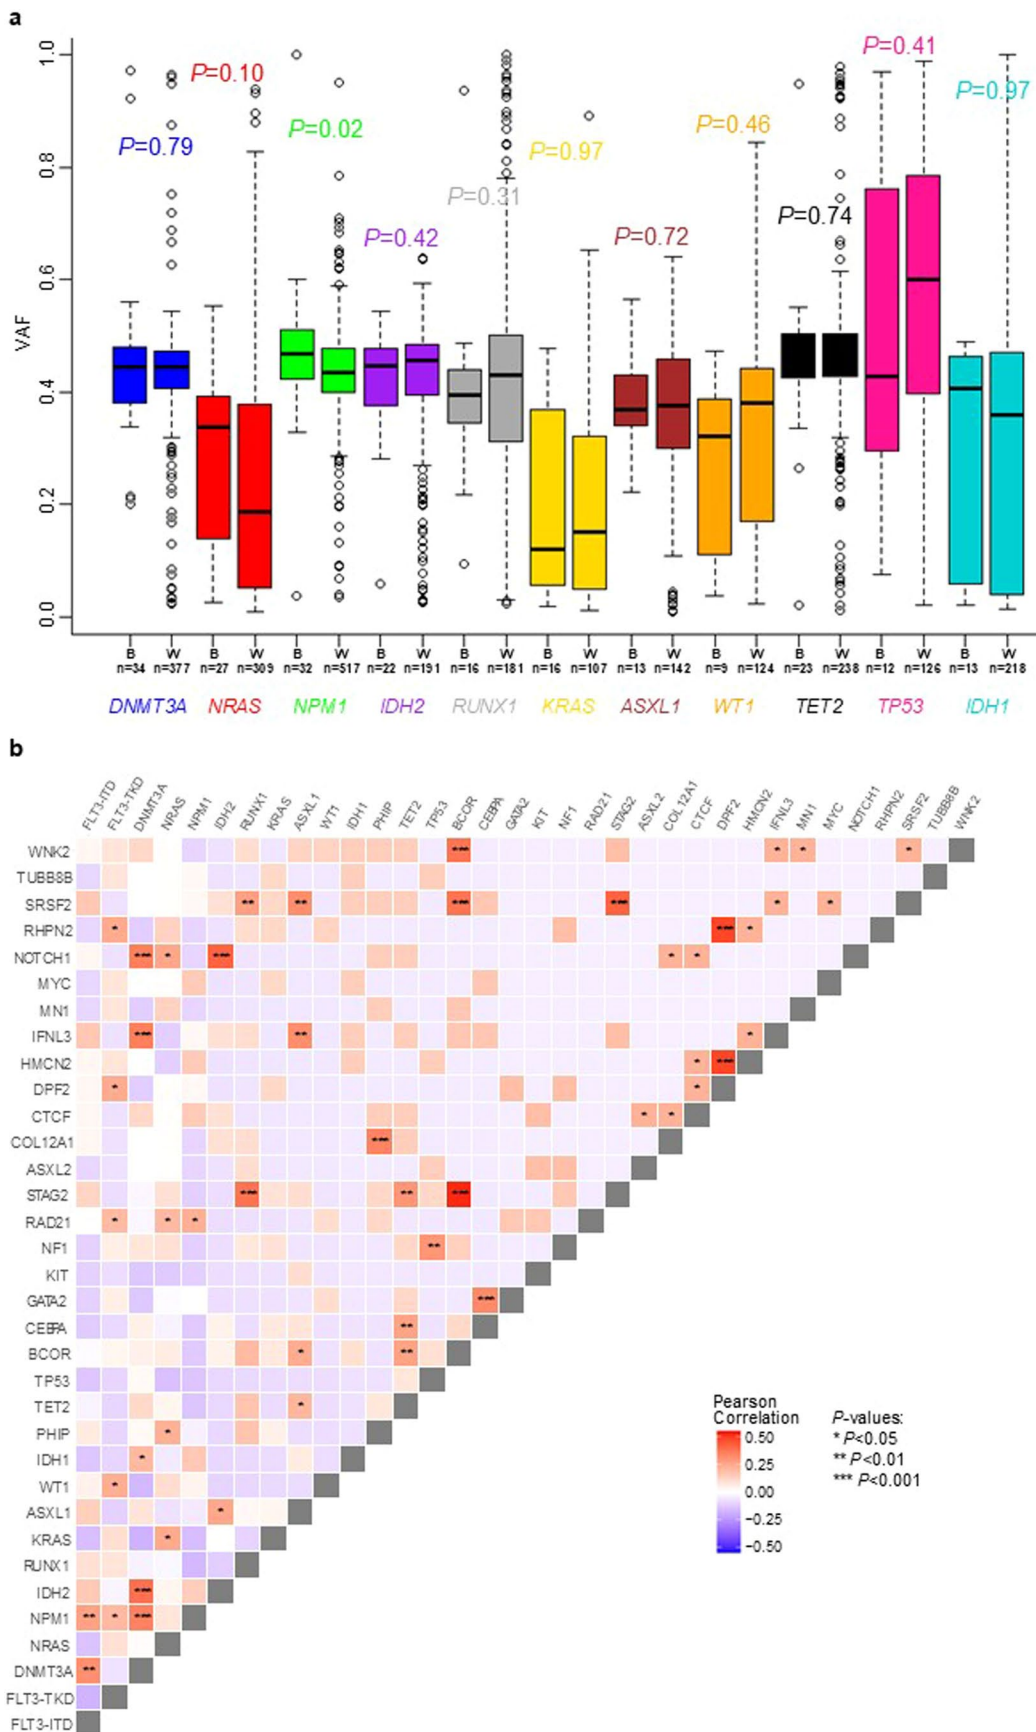 a
P=0.41
P=0.10
P=0.97
P=0.02
P=0.46
P=0.79
P=0.97
P=0.31
P=0.74
P=0.42
P=0.72
VAF
1.0
0.8
0.6
0.4
0.2
0.0
B W B W B W B W B W B W B W B W B W B W B W
n=34 n=377 n=27 n=309 n=32 n=517 n=22 n=191 n=16 n=181 n=16 n=107 n=13 n=142 n=9 n=124 n=23 n=238 n=12 n=126 n=13 n=218
DNMT3A NRAS NPM1 IDH2 RUNX1 KRAS ASXL1 WT1 TET2 TP53 IDH1
b
FLT3-ITD FLT3-TKD DNMT3A NRAS NPM1 IDH2 RUNX1 KRAS ASXL1 WT1 IDH1 PHIP TET2 TP53 BCOR CEBPA GATA2 KIT NF1 RAD21 STAG2 ASXL2 COL12A1 CTCF DPF2 HMCN2 IFNL3 MN1 MYC NOTCH1 RHPN2 SRSF2 TUBB8B WNK2
WNK2 *** * * *
TUBB8B
SRSF2 ** ** *** *** * *
RHPN2 * *** *
NOTCH1 *** * *** * *
MYC
MN1
IFNL3 *** ** *
HMCN2 * ***
DPF2 * *
CTCF * *
COL12A1 ***
ASXL2
STAG2 *** ** ***
RAD21 * * *
NF1 **
KIT
GATA2 ***
CEBPA **
BCOR * **
TP53
TET2 *
PHIP *
IDH1 *
WT1 *
ASXL1 *
KRAS *
RUNX1
IDH2 ***
NPM1 ** * ***
NRAS
DNMT3A **
FLT3-TKD
FLT3-ITD
Pearson
Correlation
0.50
0.25
0.00
−0.25
−0.50
P-values:
* P<0.05
** P<0.01
*** P<0.001